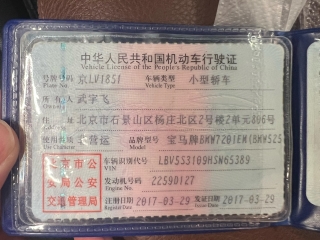 中华人民共和国机动车行驶证
Vehicle License of the People's Republic of China
号牌号码 京LV1851 车辆类型 小型轿车
Plate No. Vehicle Type
所有人 武宇飞
Owner
住址 北京市石景山区杨庄北区2号楼2单元806号
Address
使用性质 非营运 品牌型号 宝马牌BMW7201EM(BMW525
Use Character Model
北京市公安局公安交通管理局
车辆识别代号 LBV5S3109HSN65389
VIN
发动机号码 2259D127
Engine No.
注册日期 2017-03-29 发证日期 2017-03-29
Register Date Issue Date